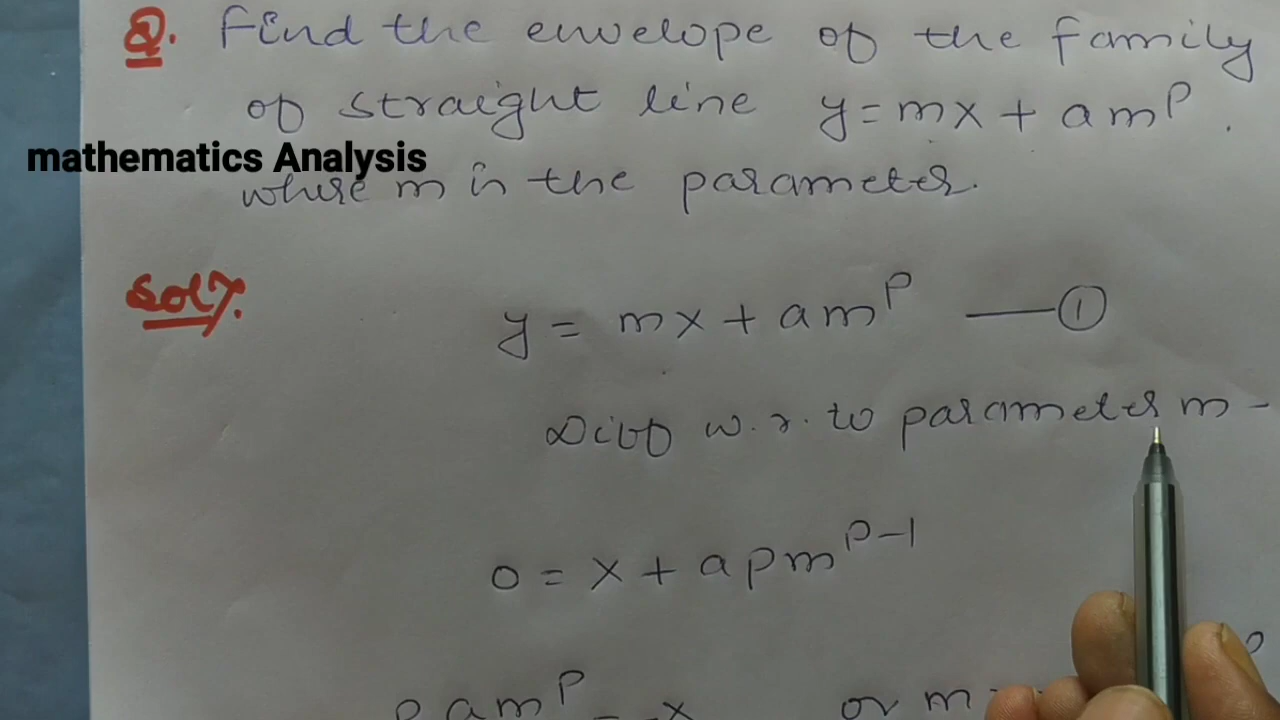 Q. Find the envelope of the family
of straight line y = mx + am^p.
mathematics Analysis
where m is the parameter.
Sol^n.
y = mx + am^p —①
Diff w.r. to parameter m -
0 = x + apm^{p-1}
or m